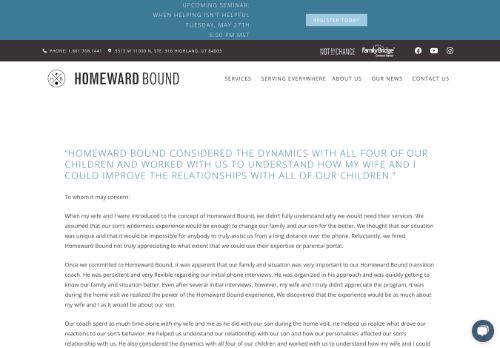 UPCOMING SEMINAR:
WHEN HELPING ISN'T HELPFUL
TUESDAY, MAY 27TH
6:00 PM MST
REGISTER TODAY
PHONE: 1.801.768.1441
5513 W 11000 N, STE. 316 HIGHLAND, UT 84003
NOT BY CHANCE
FamilyBridge
HOMEWARD BOUND
SERVICES
SERVING EVERYWHERE
ABOUT US
OUR NEWS
CONTACT US
"HOMEWARD BOUND CONSIDERED THE DYNAMICS WITH ALL FOUR OF OUR
CHILDREN AND WORKED WITH US TO UNDERSTAND HOW MY WIFE AND I
COULD IMPROVE THE RELATIONSHIPS WITH ALL OF OUR CHILDREN."
To whom it may concern:
When my wife and I were introduced to the concept of Homeward Bound, we didn't fully understand why we would need their services. We
assumed that our son's wilderness experience would be enough to change our family and our son for the better. We thought that our situation
was unique and that it would be impossible for anybody to truly assist us from a long distance over the phone. Reluctantly, we hired
Homeward Bound not truly appreciating to what extent that we could use their expertise or parental portal.
Once we committed to Homeward Bound, it was apparent that our family and situation was very important to our Homeward Bound transition
coach. He was persistent and very flexible regarding our initial phone interviews. He was organized in his approach and was quickly getting to
know our family and situation better. Even after several initial interviews, however, my wife and I truly didn't appreciate the program. It was
during the home visit we realized the power of the Homeward Bound experience. We discovered that the experience would be as much about
my wife and I as it would be about our son.
Our coach spent as much time alone with my wife and me as he did with our son during the home visit. He helped us realize what drove our
reactions to our son's behavior. He helped us understand our relationship with our son and how our personalities affected our son's
relationship with us. He also considered the dynamics with all four of our children and worked with us to understand how my wife and I could